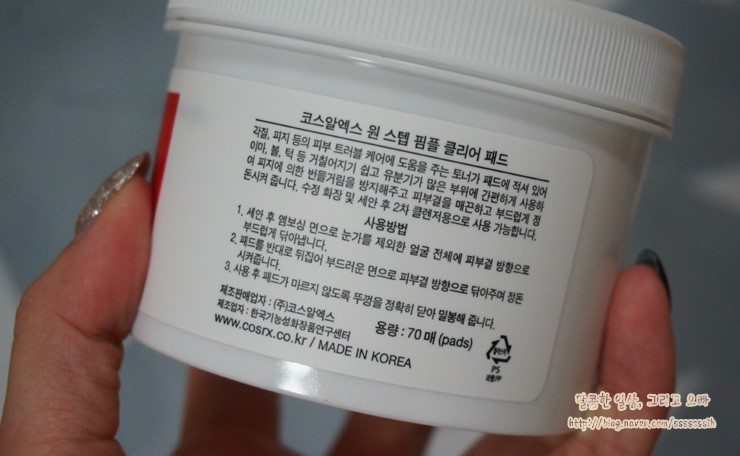 코스알엑스 원 스텝 핌플 클리어 패드
각질, 피지 등의 피부 트러블 케어에 도움을 주는 토너가 패드에 적셔 있어
이마, 볼, 턱 등 거칠어지기 쉽고 유분기가 많은 부위에 간편하게 사용하
여 피지에 의한 번들거림을 방지해주고 피부결을 매끈하고 부드럽게 정
돈시켜 줍니다. 수정 화장 및 세안 후 2차 클렌저용으로 사용 가능합니다.
사용방법
1. 세안 후 엠보싱 면으로 눈가를 제외한 얼굴 전체에 피부결 방향으로
부드럽게 닦아냅니다.
2. 패드를 반대로 뒤집어 부드러운 면으로 피부결 방향으로 닦아주며 정돈
시켜줍니다.
3. 사용 후 패드가 마르지 않도록 뚜껑을 정확히 닫아 밀봉해 줍니다.
제조판매업자 : (주)코스알엑스
제조업자 : 한국기능성화장품연구센터
용량 : 70 매 (pads)
www.cosrx.co.kr / MADE IN KOREA
PS
달콤한 일상, 그리고 오빠